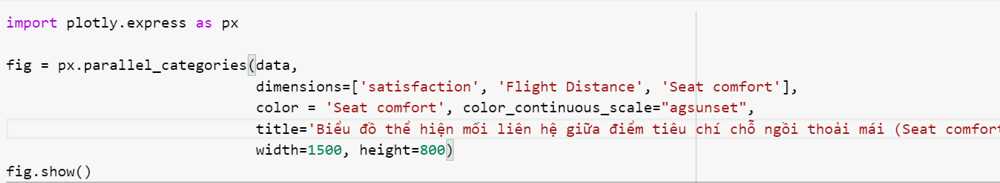 import plotly.express as px
fig = px.parallel_categories(data,
dimensions=['satisfaction', 'Flight Distance', 'Seat comfort'],
color = 'Seat comfort', color_continuous_scale="agsunset",
title='Biểu đồ thể hiện mối liên hệ giữa điểm tiêu chí chỗ ngồi thoải mái (Seat comfort
width=1500, height=800)
fig.show()